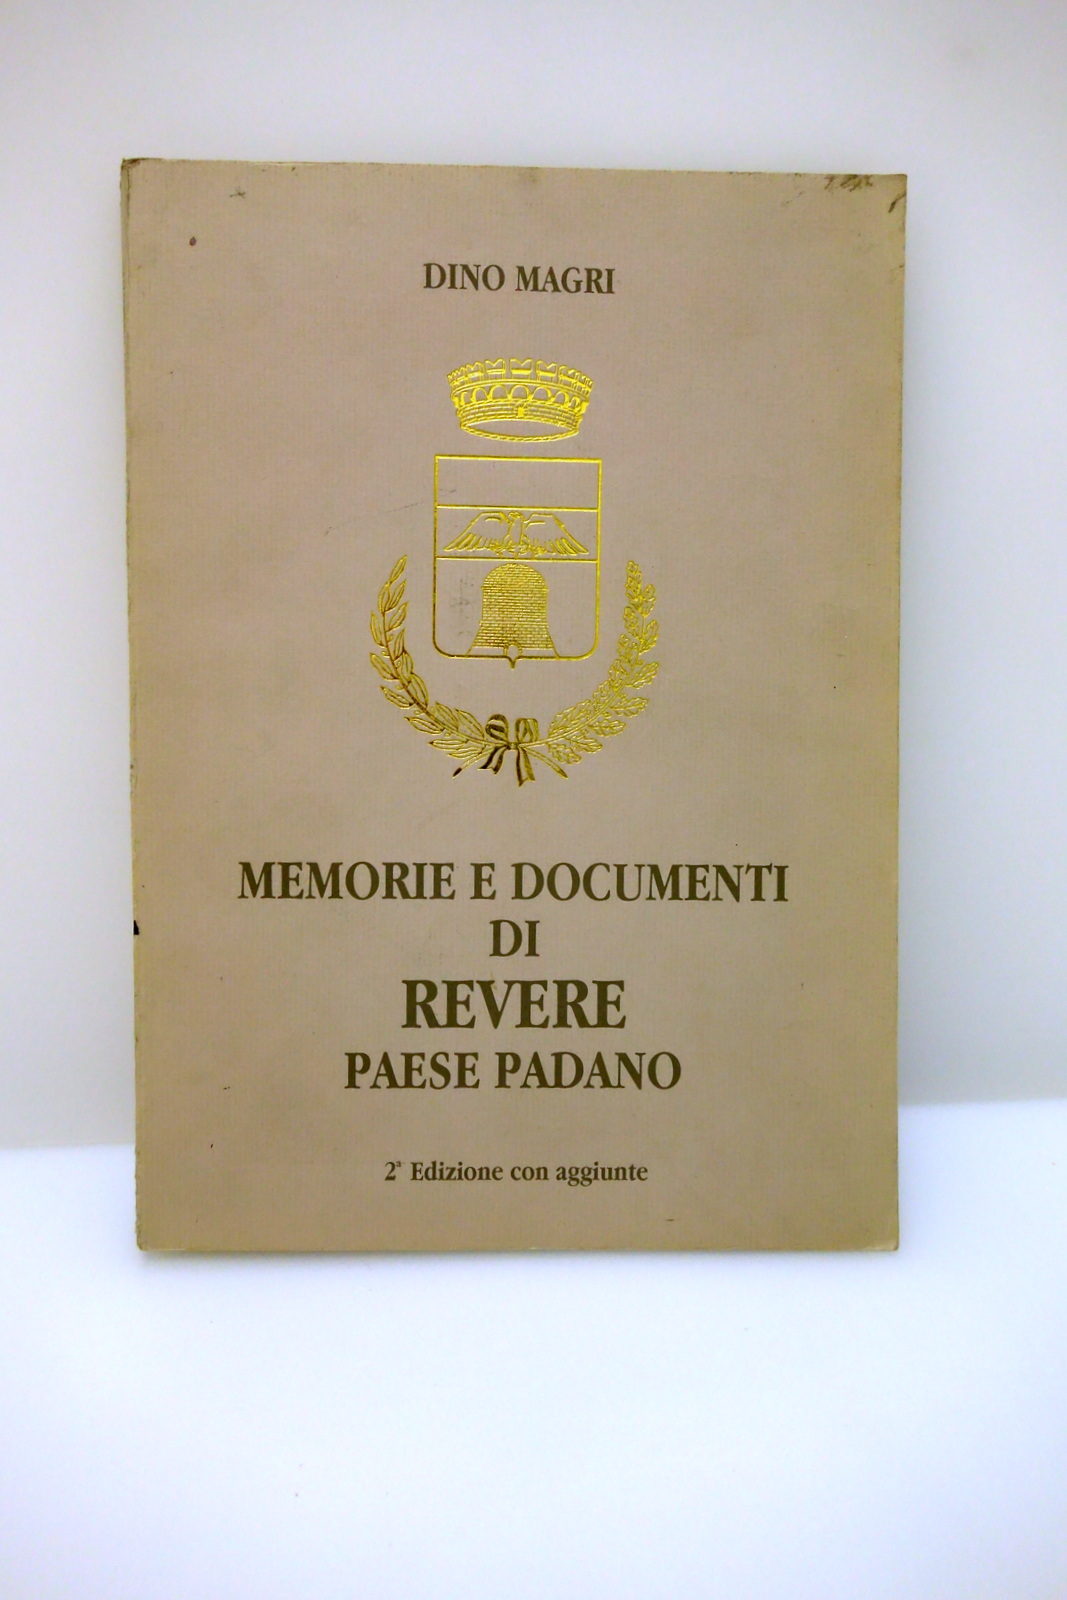 DINO MAGRI
MEMORIE E DOCUMENTI
DI
REVERE
PAESE PADANO
2ª Edizione con aggiunte